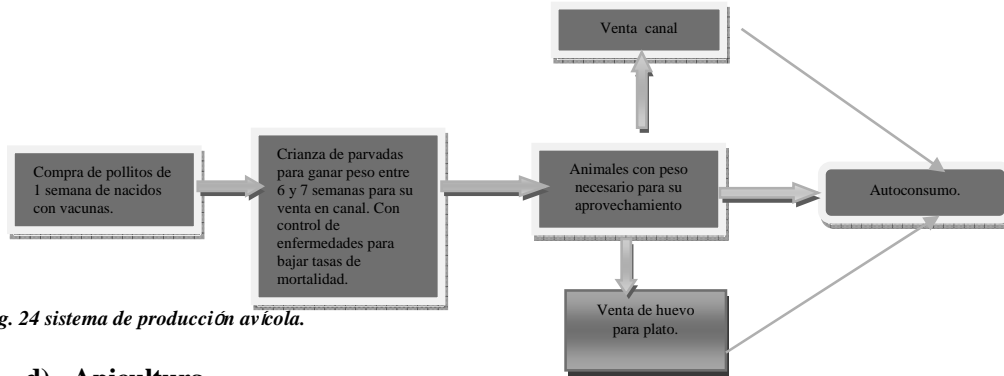 Venta canal
Compra de pollitos de
1 semana de nacidos
con vacunas.
Crianza de parvadas
para ganar peso entre
6 y 7 semanas para su
venta en canal. Con
control de
enfermedades para
bajar tasas de
mortalidad.
Animales con peso
necesario para su
aprovechamiento
Autoconsumo.
Venta de huevo
para plato.
g. 24 sistema de producción avícola.
d) Apicultura